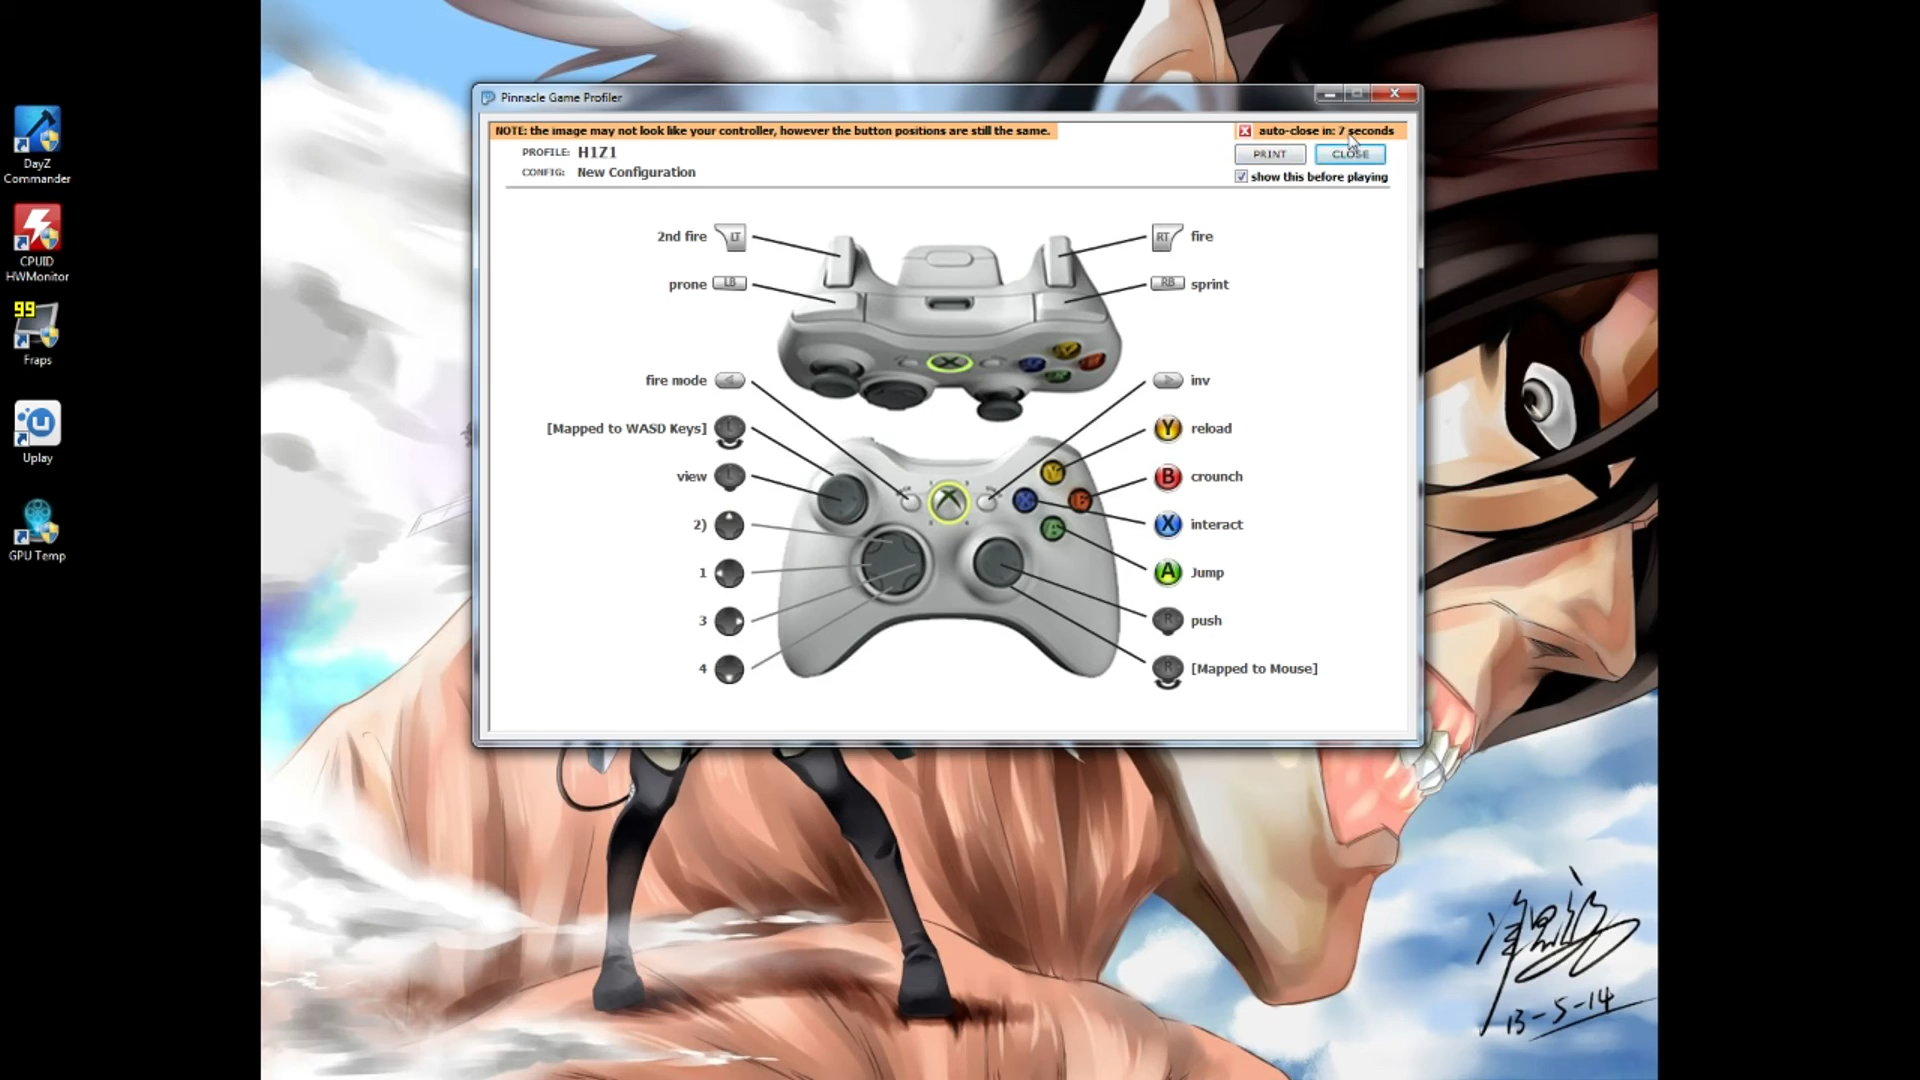 Pinnacle Game Profiler
NOTE: the image may not look like your controller, however the button positions are still the same.
auto-close in: 7 seconds
PROFILE: H1Z1
PRINT
CLOSE
CONFIG: New Configuration
show this before playing
2nd fire LT
RT fire
prone LB
RB sprint
fire mode
inv
[Mapped to WASD Keys] L
Y reload
view L
B crounch
2)
X interact
1
A Jump
3
R push
4
R [Mapped to Mouse]
DayZ
Commander
CPUID
HWMonitor
99
Fraps
Uplay
GPU Temp
13-5-14